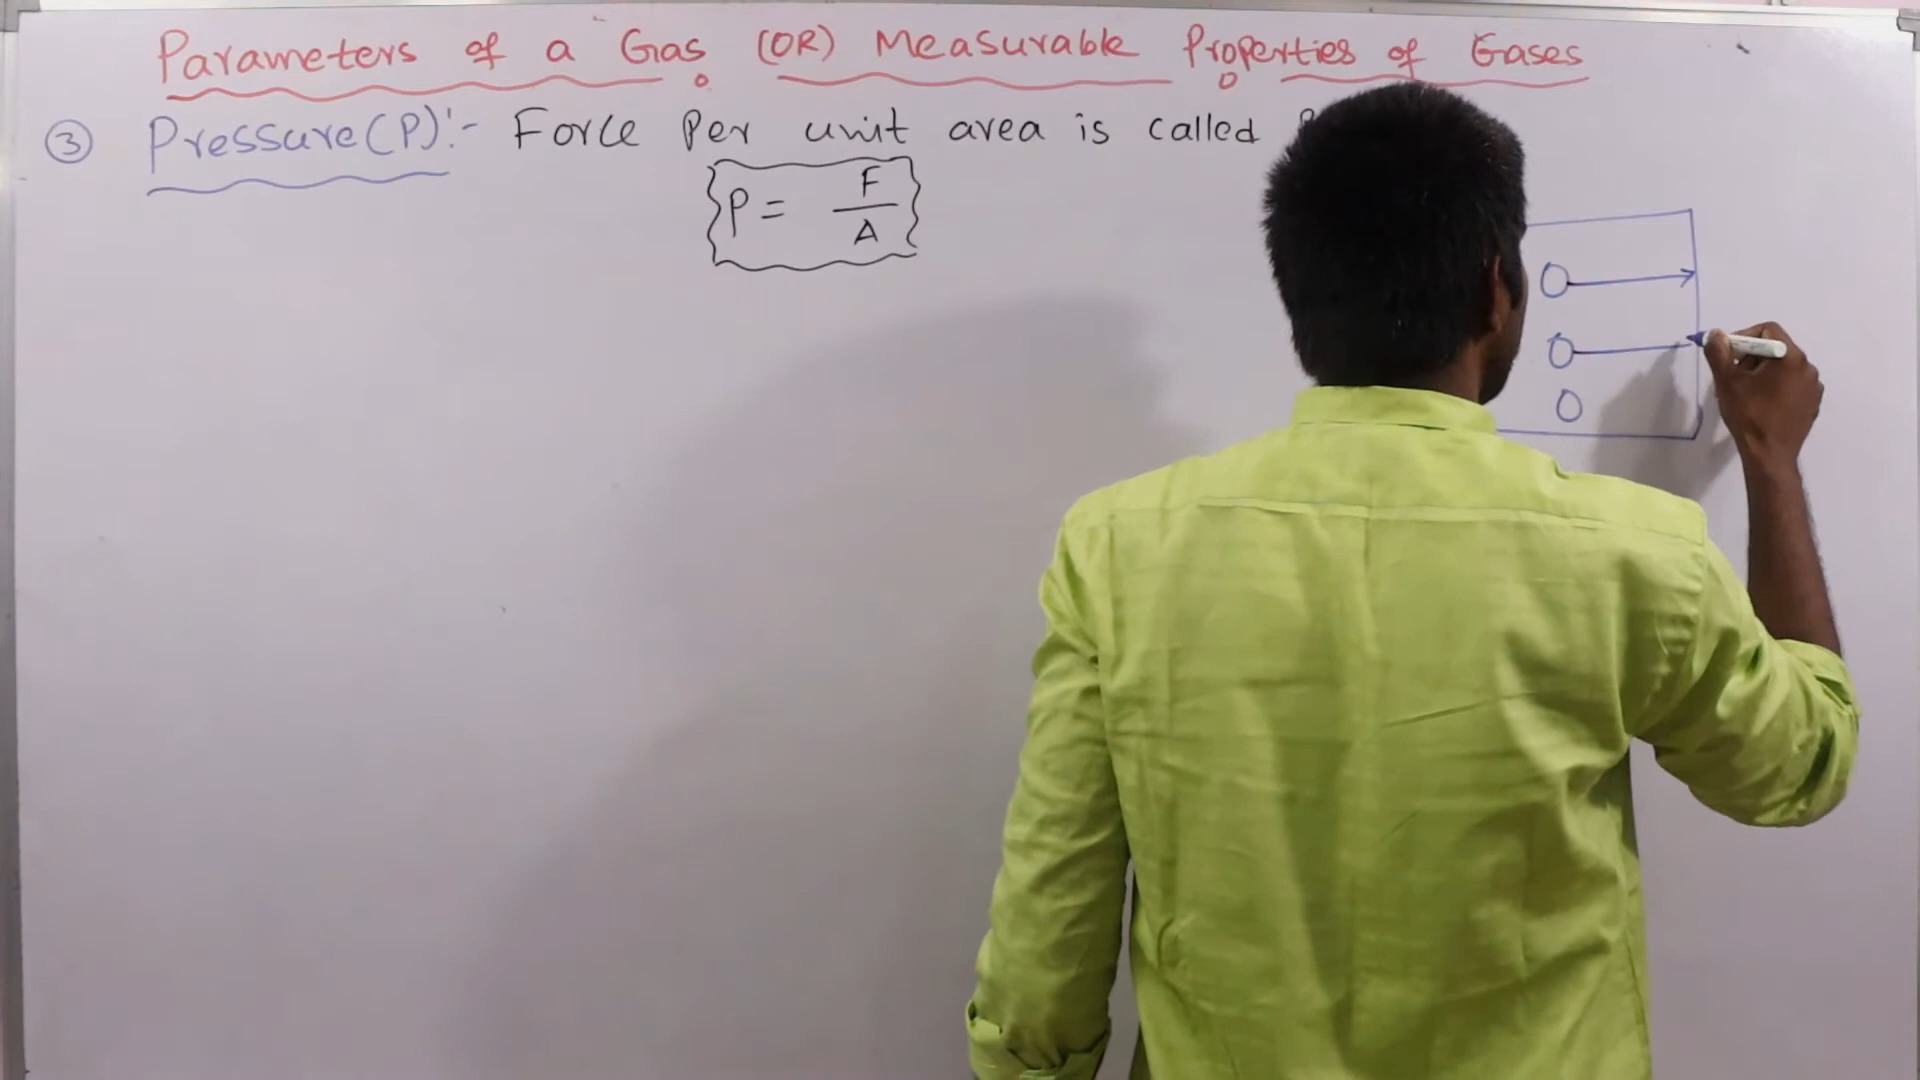 Parameters of a Gas (OR) Measurable Properties of Gases
③ Pressure(P):- Force Per unit area is called
P = F/A